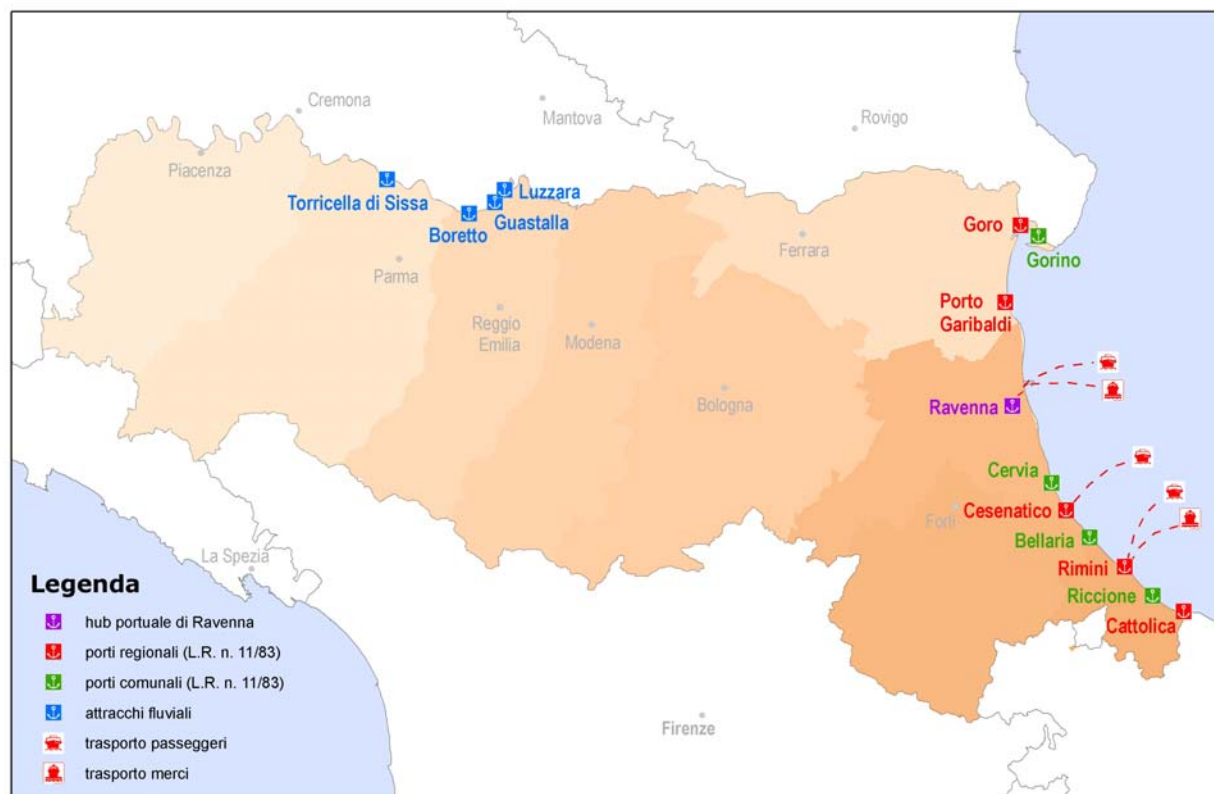 Cremona
Mantova
Rovigo
Piacenza
Torricella di Sissa
Luzzara
Guastalla
Boretto
Goro
Gorino
Ferrara
Parma
Porto
Garibaldi
Reggio
Emilia
Modena
Bologna
Ravenna
Cervia
Cesenatico
Forlì
Bellaria
Rimini
Riccione
Cattolica
La Spezia
Firenze
Legenda
hub portuale di Ravenna
porti regionali (L.R. n. 11/83)
porti comunali (L.R. n. 11/83)
attracchi fluviali
trasporto passeggeri
trasporto merci